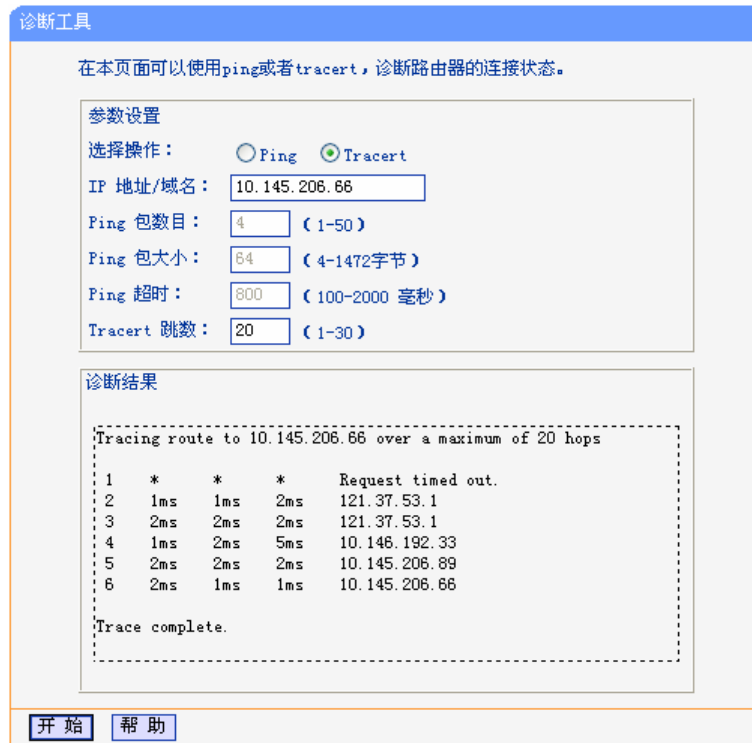 诊断工具
在本页面可以使用ping或者tracert，诊断路由器的连接状态。
参数设置
选择操作： Ping Tracert
IP 地址/域名： 10.145.206.66
Ping 包数目： 4 （1-50）
Ping 包大小： 64 （4-1472字节）
Ping 超时： 800 （100-2000 毫秒）
Tracert 跳数： 20 （1-30）
诊断结果
Tracing route to 10.145.206.66 over a maximum of 20 hops
1 * * * Request timed out.
2 1ms 1ms 2ms 121.37.53.1
3 2ms 2ms 2ms 121.37.53.1
4 1ms 2ms 5ms 10.146.192.33
5 2ms 2ms 2ms 10.145.206.89
6 2ms 1ms 1ms 10.145.206.66
Trace complete.
开 始 帮 助